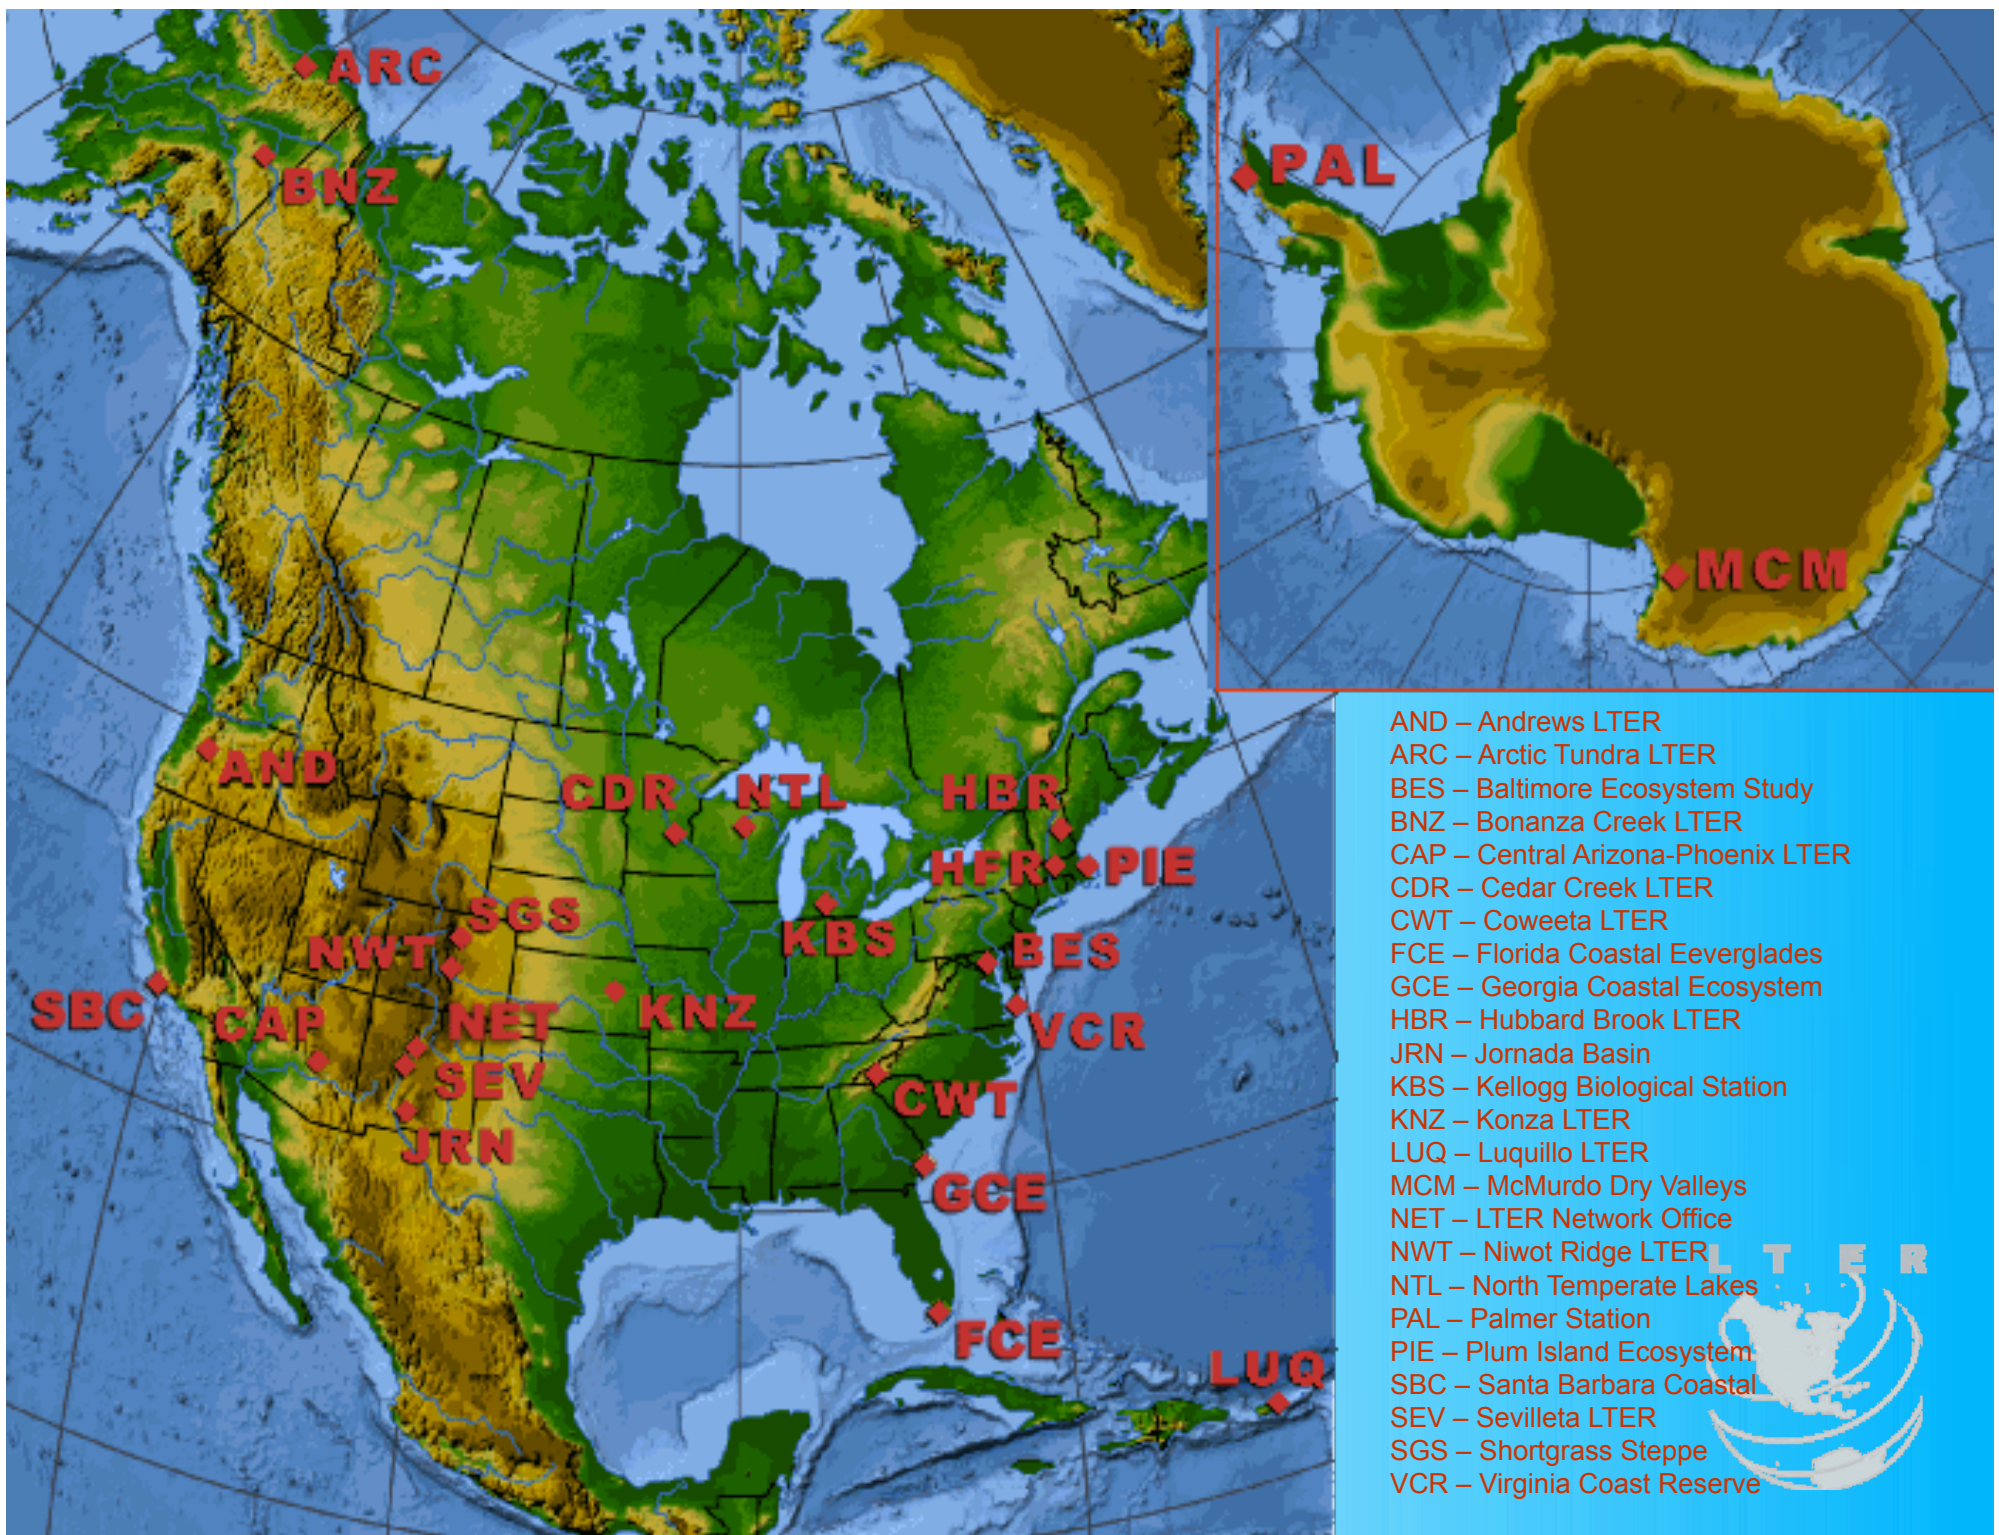 ARC
BNZ
PAL
MCM
AND
CDR
NTL
HBR
HFR
PIE
SGS
NWT
KBS
BES
SBC
CAP
NET
KNZ
VCR
SEV
CWT
JRN
GCE
FCE
LUQ
AND – Andrews LTER
ARC – Arctic Tundra LTER
BES – Baltimore Ecosystem Study
BNZ – Bonanza Creek LTER
CAP – Central Arizona-Phoenix LTER
CDR – Cedar Creek LTER
CWT – Coweeta LTER
FCE – Florida Coastal Eeverglades
GCE – Georgia Coastal Ecosystem
HBR – Hubbard Brook LTER
JRN – Jornada Basin
KBS – Kellogg Biological Station
KNZ – Konza LTER
LUQ – Luquillo LTER
MCM – McMurdo Dry Valleys
NET – LTER Network Office
NWT – Niwot Ridge LTER
NTL – North Temperate Lakes
PAL – Palmer Station
PIE – Plum Island Ecosystem
SBC – Santa Barbara Coastal
SEV – Sevilleta LTER
SGS – Shortgrass Steppe
VCR – Virginia Coast Reserve
L T E R